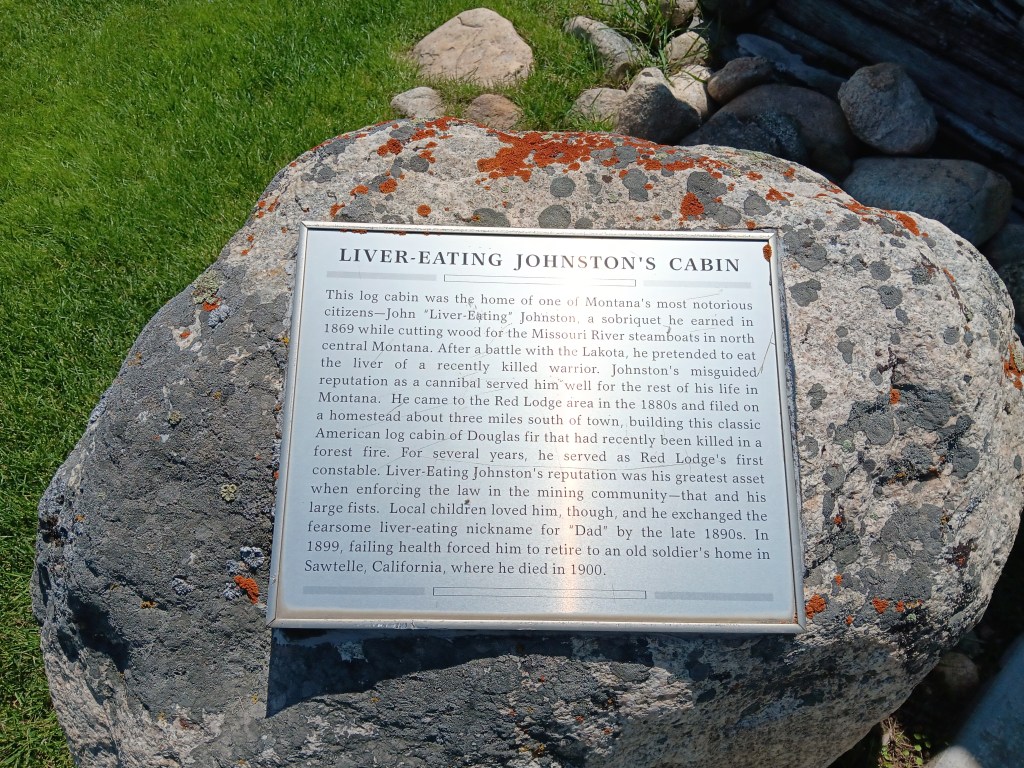 LIVER-EATING JOHNSTON'S CABIN
This log cabin was the home of one of Montana's most notorious
citizens—John "Liver-Eating" Johnston, a sobriquet he earned in
1869 while cutting wood for the Missouri River steamboats in north
central Montana. After a battle with the Lakota, he pretended to eat
the liver of a recently killed warrior. Johnston's misguided
reputation as a cannibal served him well for the rest of his life in
Montana. He came to the Red Lodge area in the 1880s and filed on
a homestead about three miles south of town, building this classic
American log cabin of Douglas fir that had recently been killed in a
forest fire. For several years, he served as Red Lodge's first
constable. Liver-Eating Johnston's reputation was his greatest asset
when enforcing the law in the mining community—that and his
large fists. Local children loved him, though, and he exchanged the
fearsome liver-eating nickname for "Dad" by the late 1890s. In
1899, failing health forced him to retire to an old soldier's home in
Sawtelle, California, where he died in 1900.